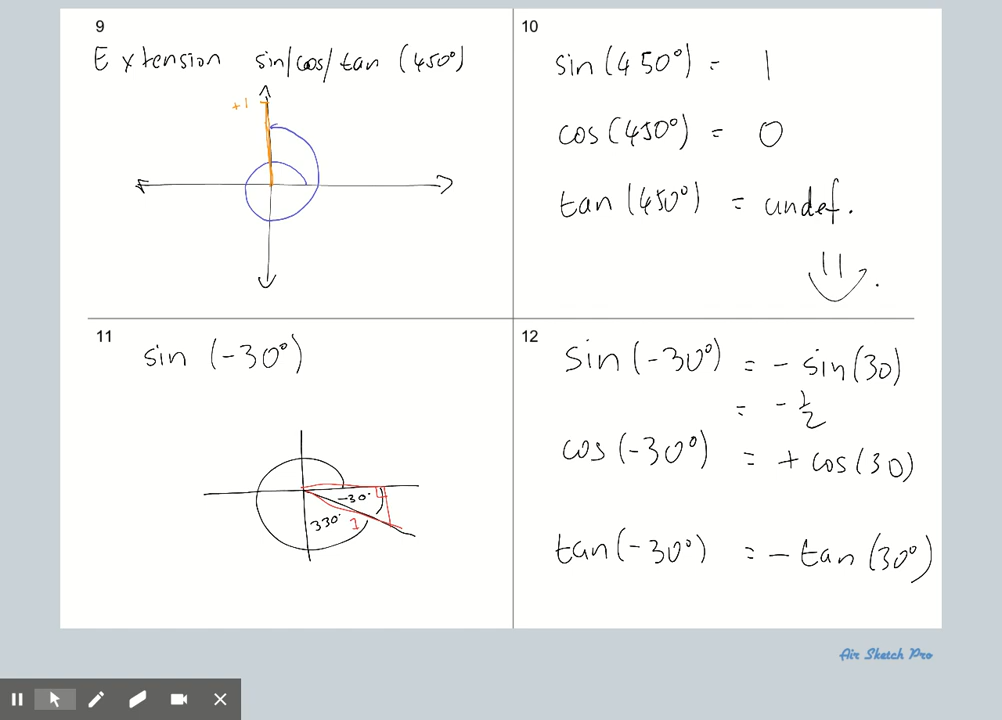 9
Extension sin/cos/tan (450°)
+1
10
sin(450°) = 1
cos(450°) = 0
tan(450°) = undef.
11
sin (-30°)
-30°
330°
1
12
sin(-30°) = - sin(30)
= - 1/2
cos(-30°) = + cos(30)
tan(-30°) = - tan(30°)
Air Sketch Pro